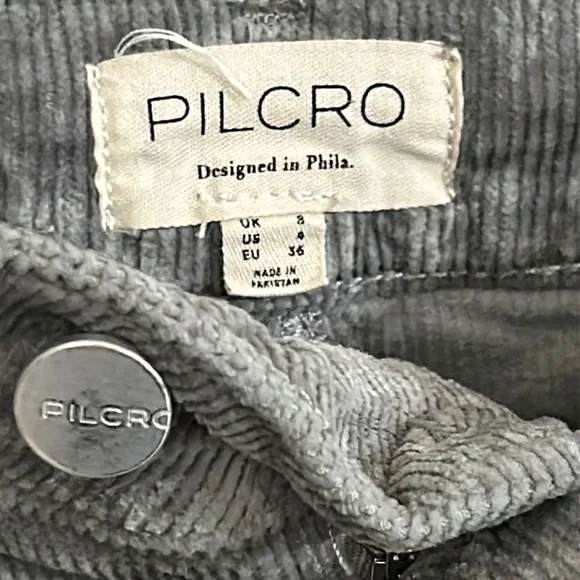 PILCRO
Designed in Phila.
UK 8
US 4
EU 36
MADE IN
PAKISTAN
PILCRO